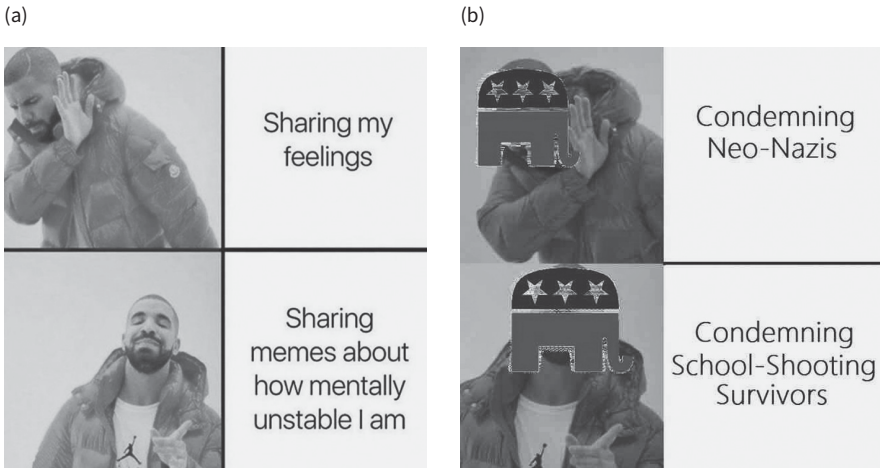 (a)
Sharing my
feelings
Sharing
memes about
how mentally
unstable I am
(b)
Condemning
Neo-Nazis
Condemning
School-Shooting
Survivors